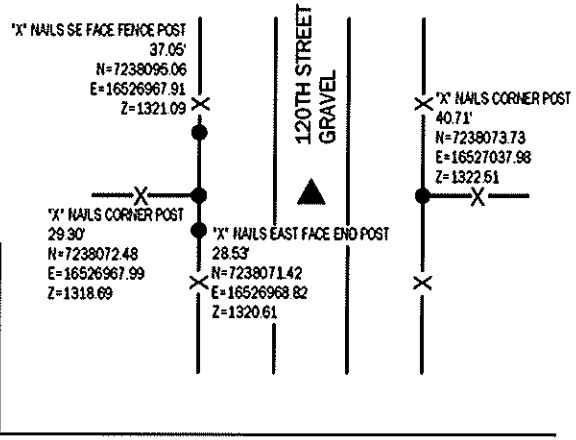 "X" NAILS SE FACE FENCE POST
37.05'
N=7238095.06
E=16526967.91
Z=1321.09
120TH STREET
GRAVEL
"X" NAILS CORNER POST
40.71'
N=7238073.73
E=16527037.98
Z=1322.61
"X" NAILS CORNER POST
29.30'
N=7238072.48
E=16526967.99
Z=1318.69
"X" NAILS EAST FACE END POST
28.53'
N=7238071.42
E=16526968.82
Z=1320.61